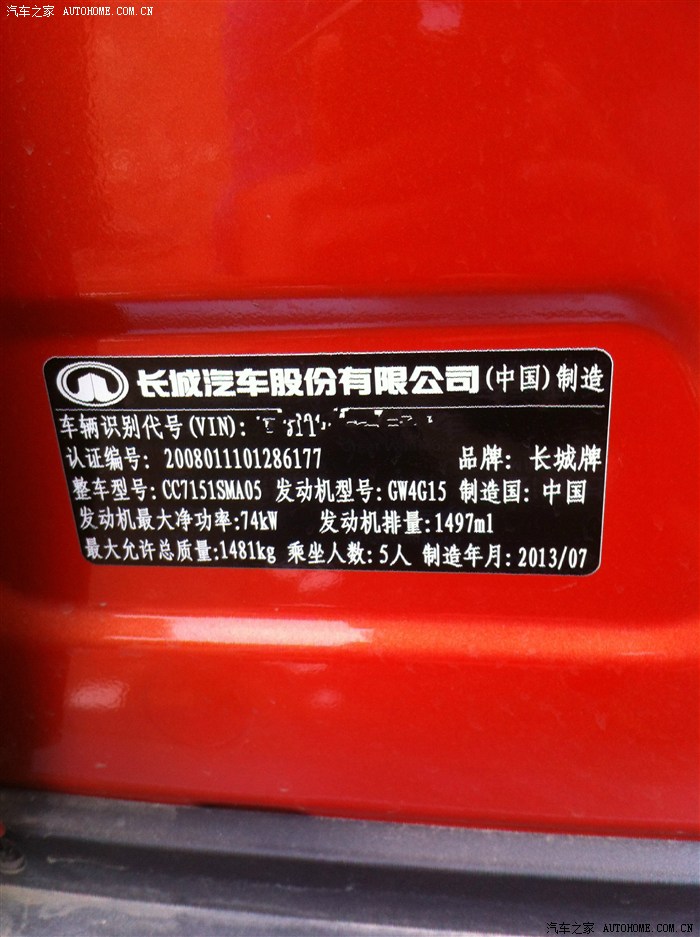 汽车之家 AUTOHOME.COM.CN
长城汽车股份有限公司(中国)制造
车辆识别代号(VIN):
认证编号: 2008011101286177 品牌: 长城牌
整车型号:CC7151SMA05 发动机型号:GW4G15 制造国:中国
发动机最大净功率:74kW 发动机排量:1497ml
最大允许总质量:1481kg 乘坐人数:5人 制造年月:2013/07
汽车之家 AUTOHOME.COM.CN